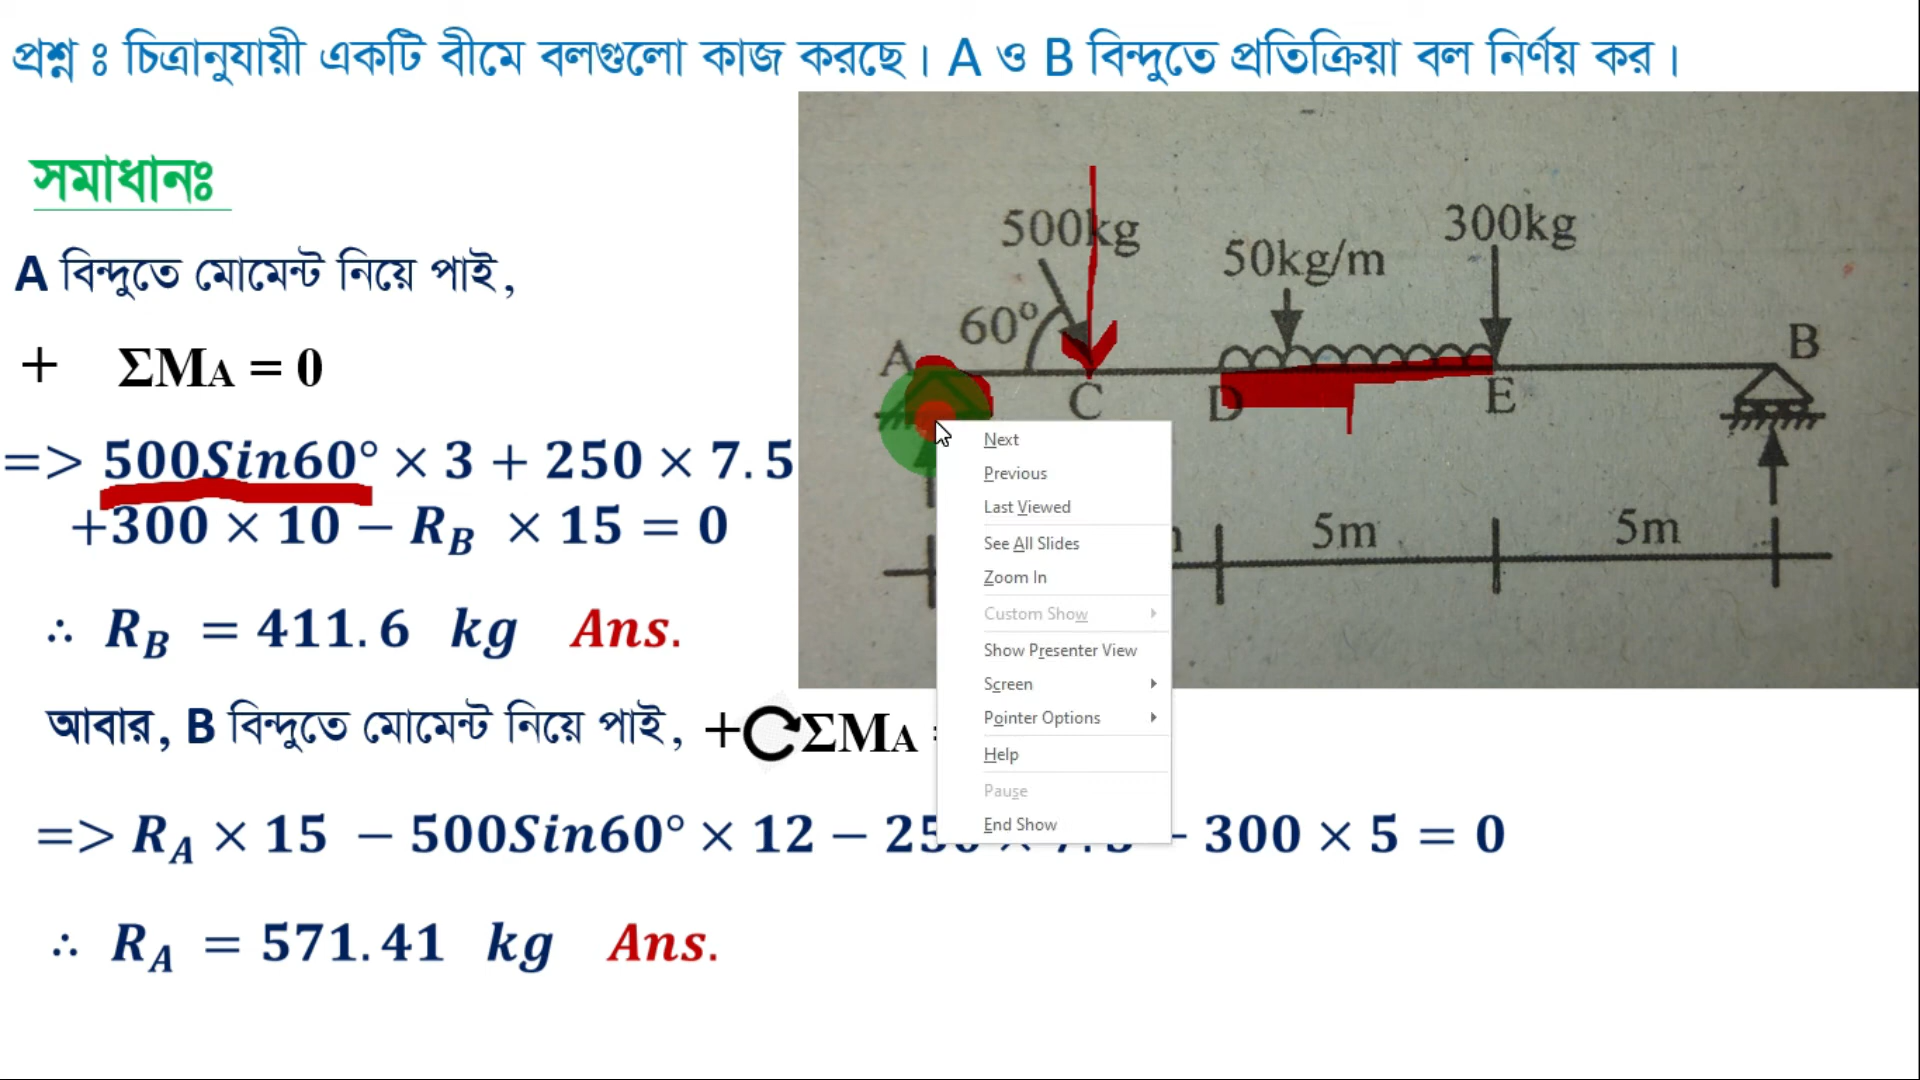 প্রশ্ন ঃ চিত্রানুযায়ী একটি বীমে বলগুলো কাজ করছে। A ও B বিন্দুতে প্রতিক্রিয়া বল নির্ণয় কর।
সমাধানঃ
A বিন্দুতে মোমেন্ট নিয়ে পাই,
+ ΣMA = 0
=> 500Sin60° × 3 + 250 × 7.5
+300 × 10 − RB × 15 = 0
∴ RB = 411.6 kg Ans.
আবার, B বিন্দুতে মোমেন্ট নিয়ে পাই, + ΣMA
=> RA × 15 − 500Sin60° × 12 − 300 × 5 = 0
∴ RA = 571.41 kg Ans.
500kg
50kg/m
300kg
60°
A
C
D
E
B
5m
5m
Next
Previous
Last Viewed
See All Slides
Zoom In
Custom Show
Show Presenter View
Screen
Pointer Options
Help
Pause
End Show